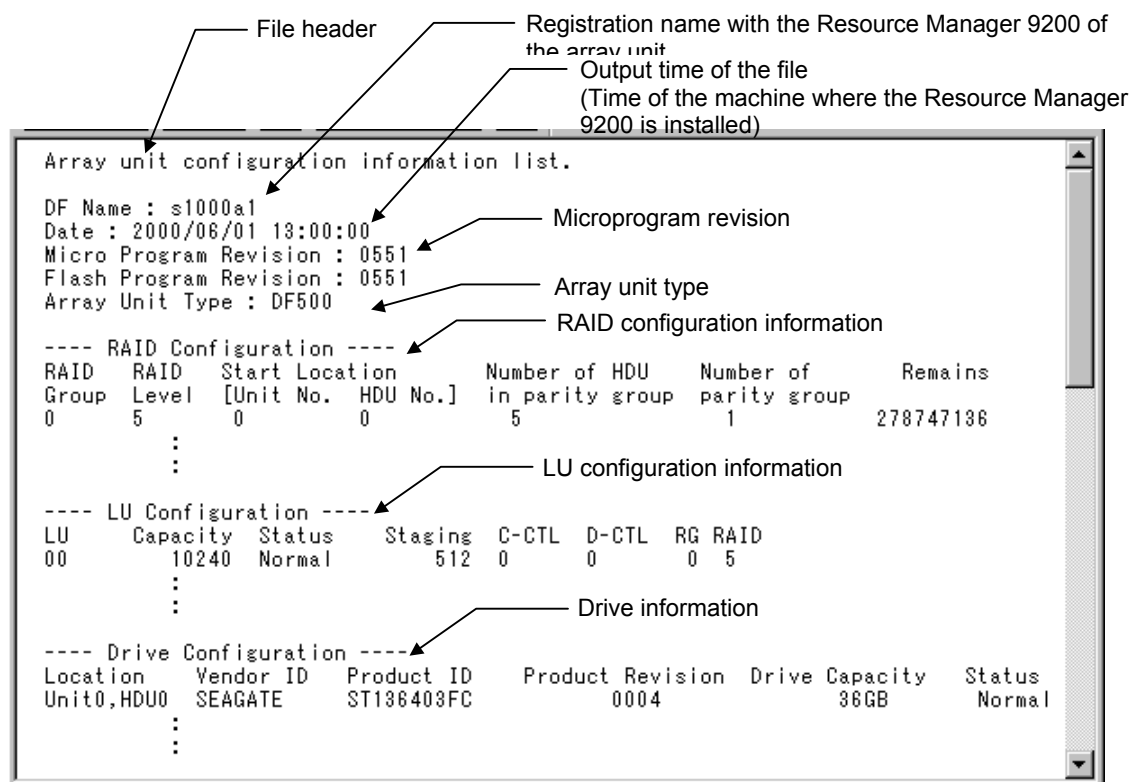 File header
Registration name with the Resource Manager 9200 of
the array unit
Output time of the file
(Time of the machine where the Resource Manager
9200 is installed)
Array unit configuration information list.
DF Name : s1000a1
Date : 2000/06/01 13:00:00
Micro Program Revision : 0551
Microprogram revision
Flash Program Revision : 0551
Array Unit Type : DF500
Array unit type
RAID configuration information
---- RAID Configuration ----
RAID RAID Start Location Number of HDU Number of Remains
Group Level [Unit No. HDU No.] in parity group parity group
0 5 0 0 5 1 278747136
:
:
LU configuration information
---- LU Configuration ----
LU Capacity Status Staging C-CTL D-CTL RG RAID
00 10240 Normal 512 0 0 0 5
:
:
Drive information
---- Drive Configuration ----
Location Vendor ID Product ID Product Revision Drive Capacity Status
Unit0,HDU0 SEAGATE ST136403FC 0004 36GB Normal
:
: